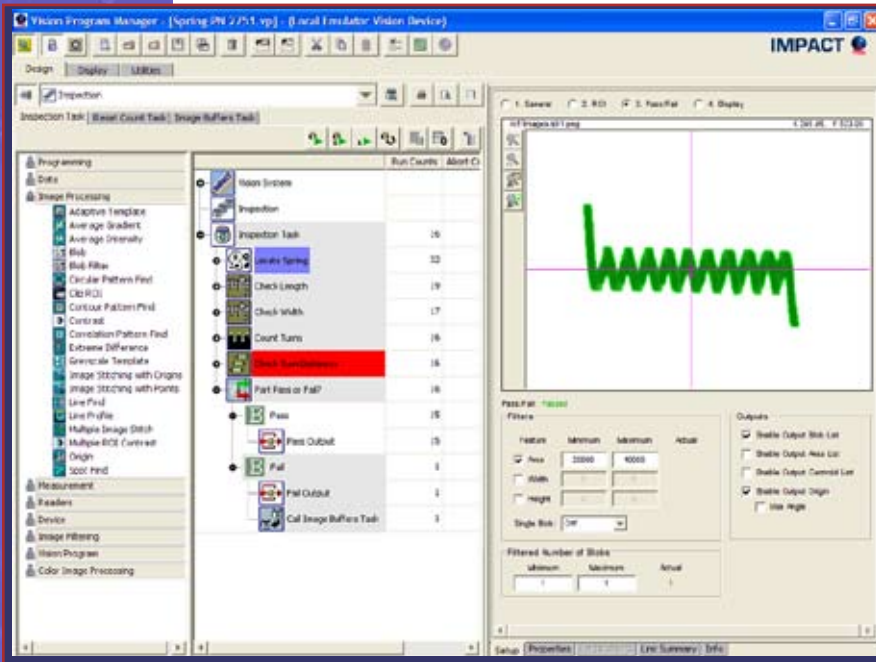 Vision Program Manager - [Spring PN 2751.vp] - (Local Emulator Vision Device)
IMPACT
Design Display Utilities
Inspection
Inspection Task Reset Count Task Image Buffers Task
1. General 2. ROI 3. Pass/Fail 4. Display
Programming
Data
Image Processing
Adaptive Template
Average Gradient
Average Intensity
Blob
Blob Filter
Circular Pattern Find
Clip ROI
Contour Pattern Find
Contrast
Correlation Pattern Find
Extreme Difference
Greyscale Template
Image Stitching with Origins
Image Stitching with Points
Line Find
Line Profile
Multiple Image Stitch
Multiple ROI Contrast
Origin
Spot Find
Measurement
Readers
Device
Image Filtering
Vision Program
Color Image Processing
Run Counts Abort
Vision System
Inspection
Inspection Task
Locate Spring
Check Length 19
Check Width 17
Count Turns 16
Check
Part Pass or Fail? 16
Pass 15
Pass Output 15
Fail 1
Fail Output 1
Call Image Buffers Task 1
Pass/Fail: Passed
Filters
Feature Minimum Maximum Actual
Area 20000 40000
Width
Height
Single Blob: Off
Filtered Number of Blobs
Minimum Maximum Actual
1 1 1
Outputs
Enable Output Blob List
Enable Output Area List
Enable Output Centroid List
Enable Output Origin
Use Angle
Setup Properties Link Summary Info